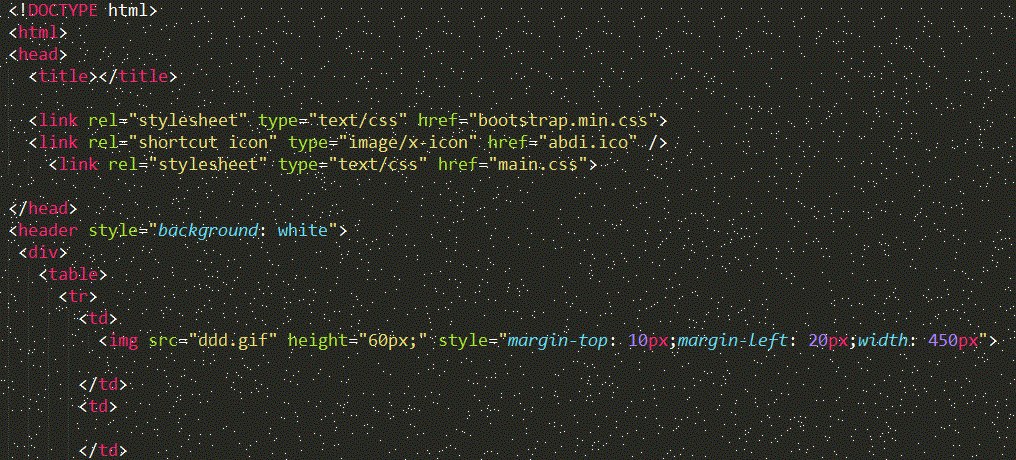 <!DOCTYPE html>
<html>
<head>
<title></title>
<link rel="stylesheet" type="text/css" href="bootstrap.min.css">
<link rel="shortcut icon" type="image/x-icon" href="abdi.ico" />
<link rel="stylesheet" type="text/css" href="main.css">
</head>
<header style="background: white">
<div>
<table>
<tr>
<td>
<img src="ddd.gif" height="60px;" style="margin-top: 10px;margin-left: 20px;width: 450px">
</td>
<td>
</td>